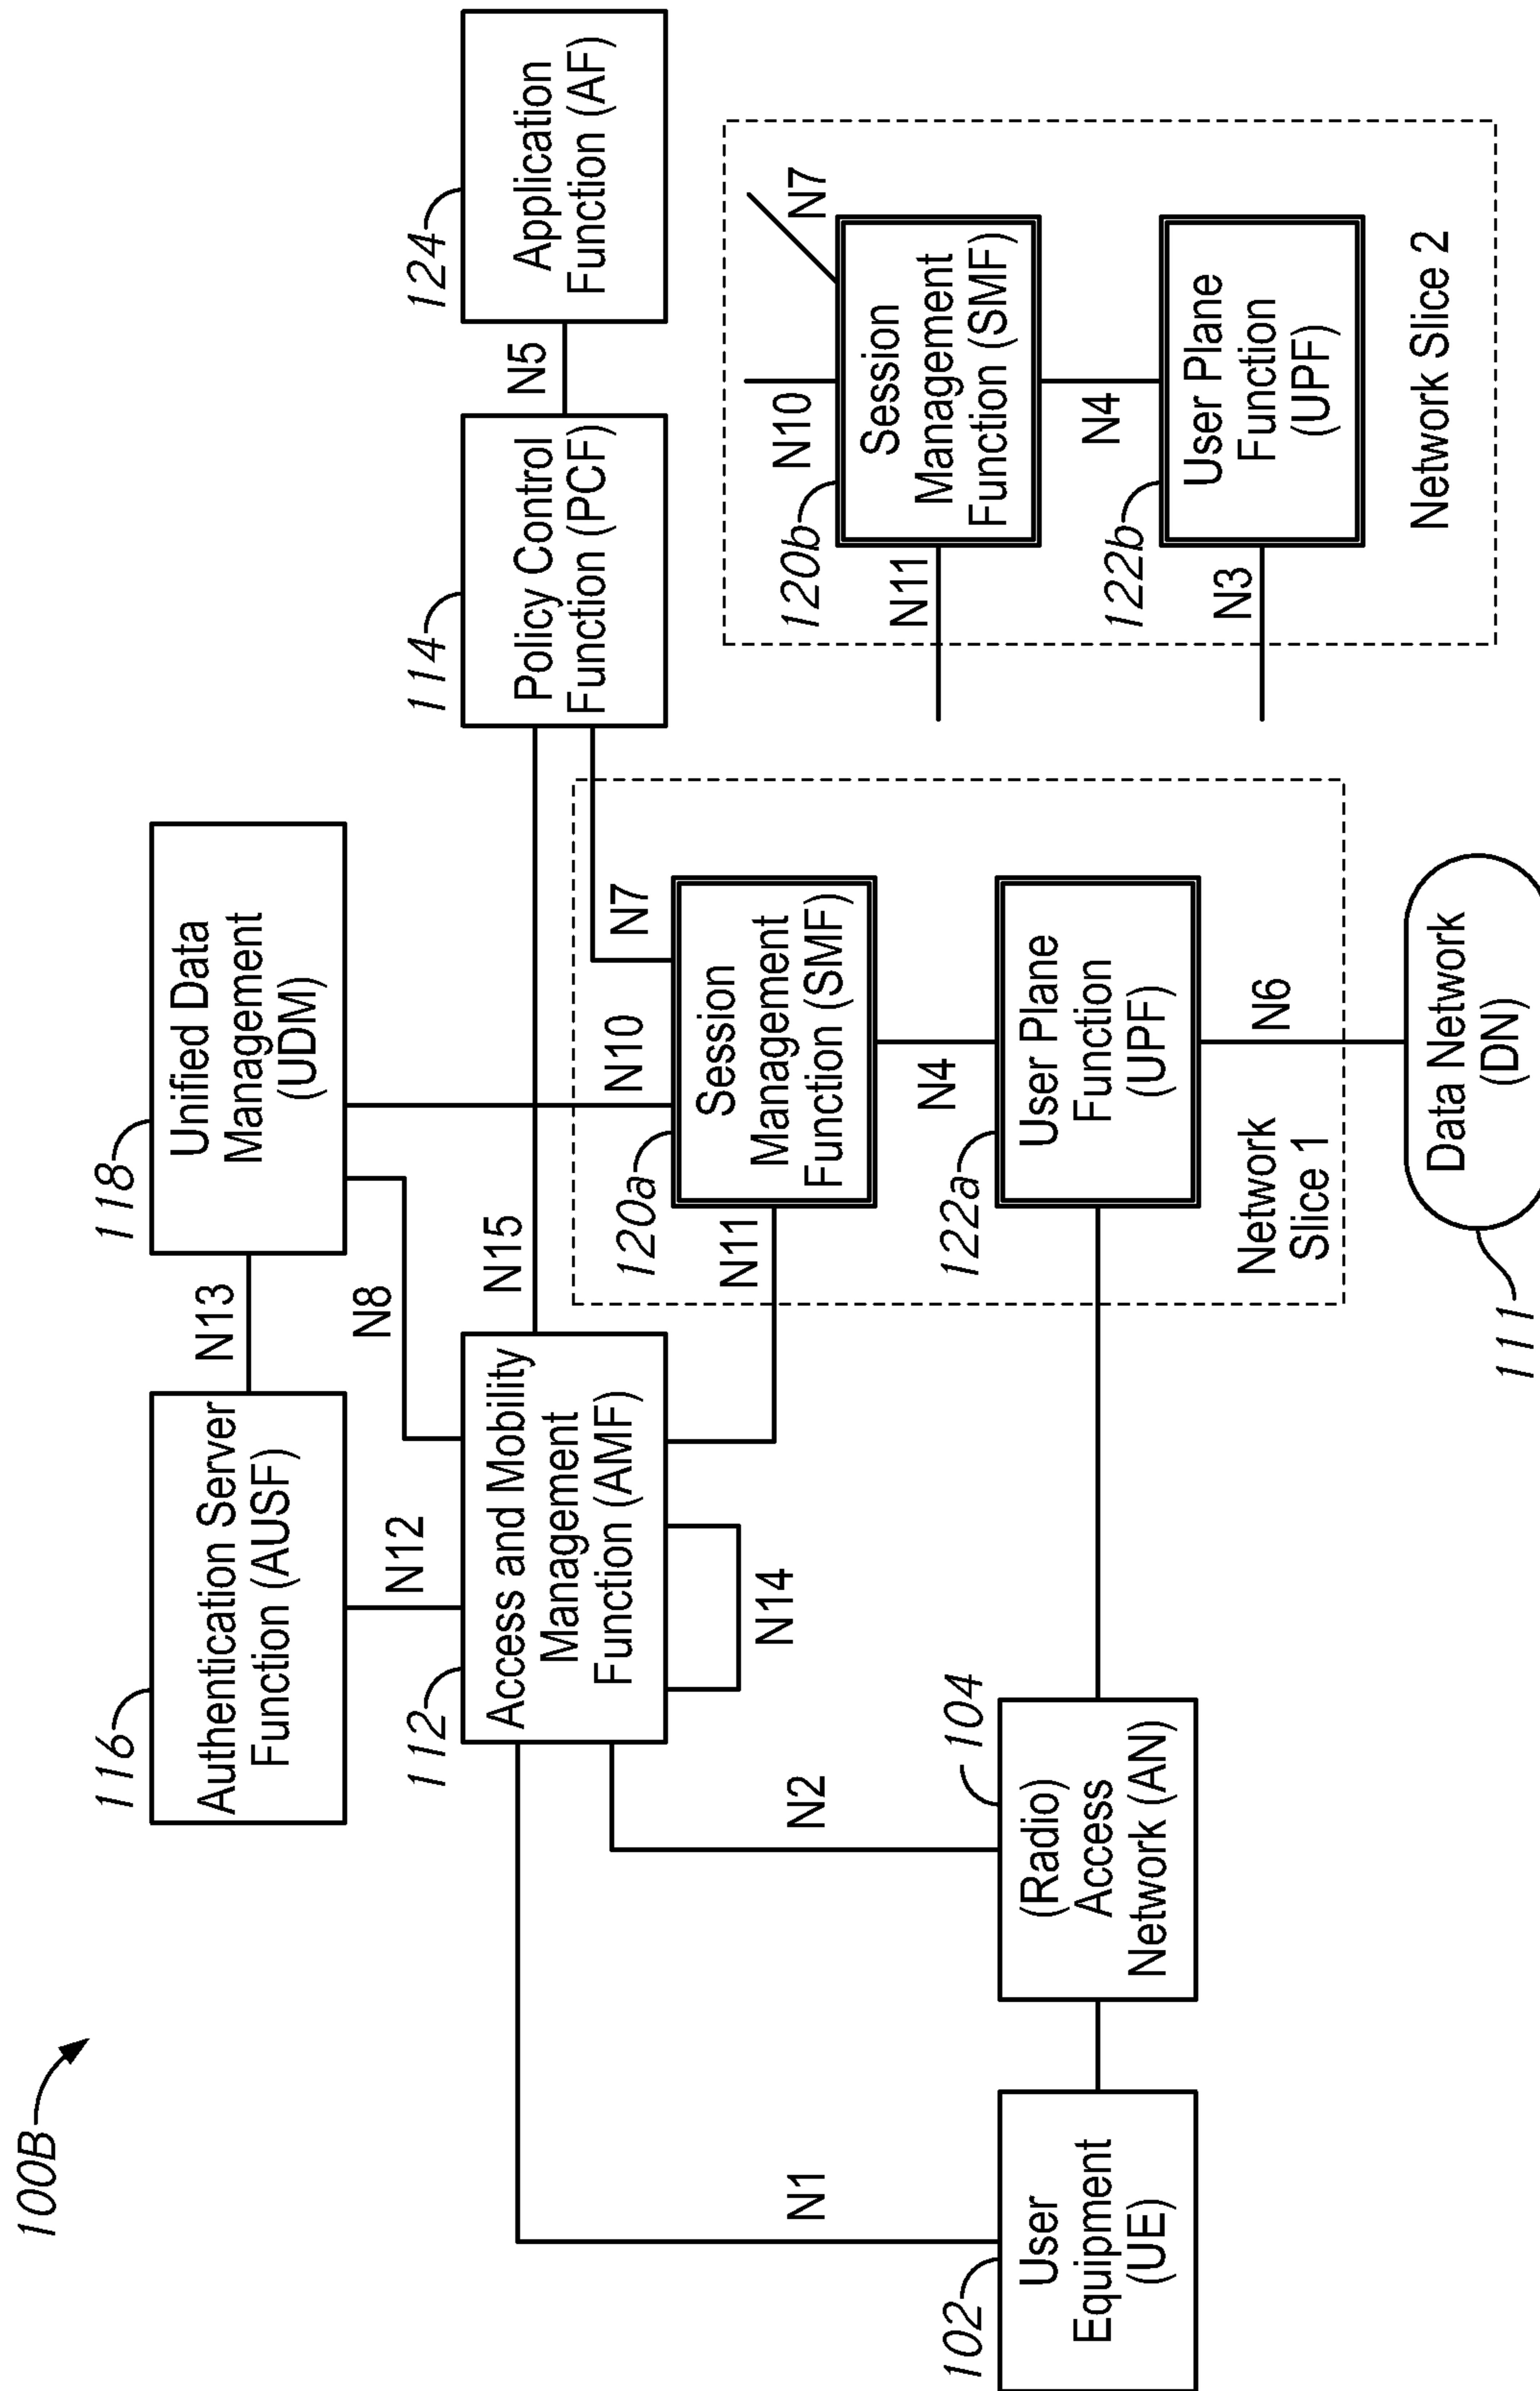 100B
116
Authentication Server
Function (AUSF)
N13
118
Unified Data
Management
(UDM)
N12
N8
112
Access and Mobility
Management
Function (AMF)
N15
114
Policy Control
Function (PCF)
N5
124
Application
Function (AF)
N1
N2
N14
N11
N10
N7
120a
Session
Management
Function (SMF)
N4
102
User
Equipment
(UE)
104
(Radio)
Access
Network (AN)
122a
User Plane
Function
(UPF)
Network
Slice 1
N6
111
Data Network
(DN)
N10
N7
120b
N11
Session
Management
Function (SMF)
N4
122b
N3
User Plane
Function
(UPF)
Network Slice 2